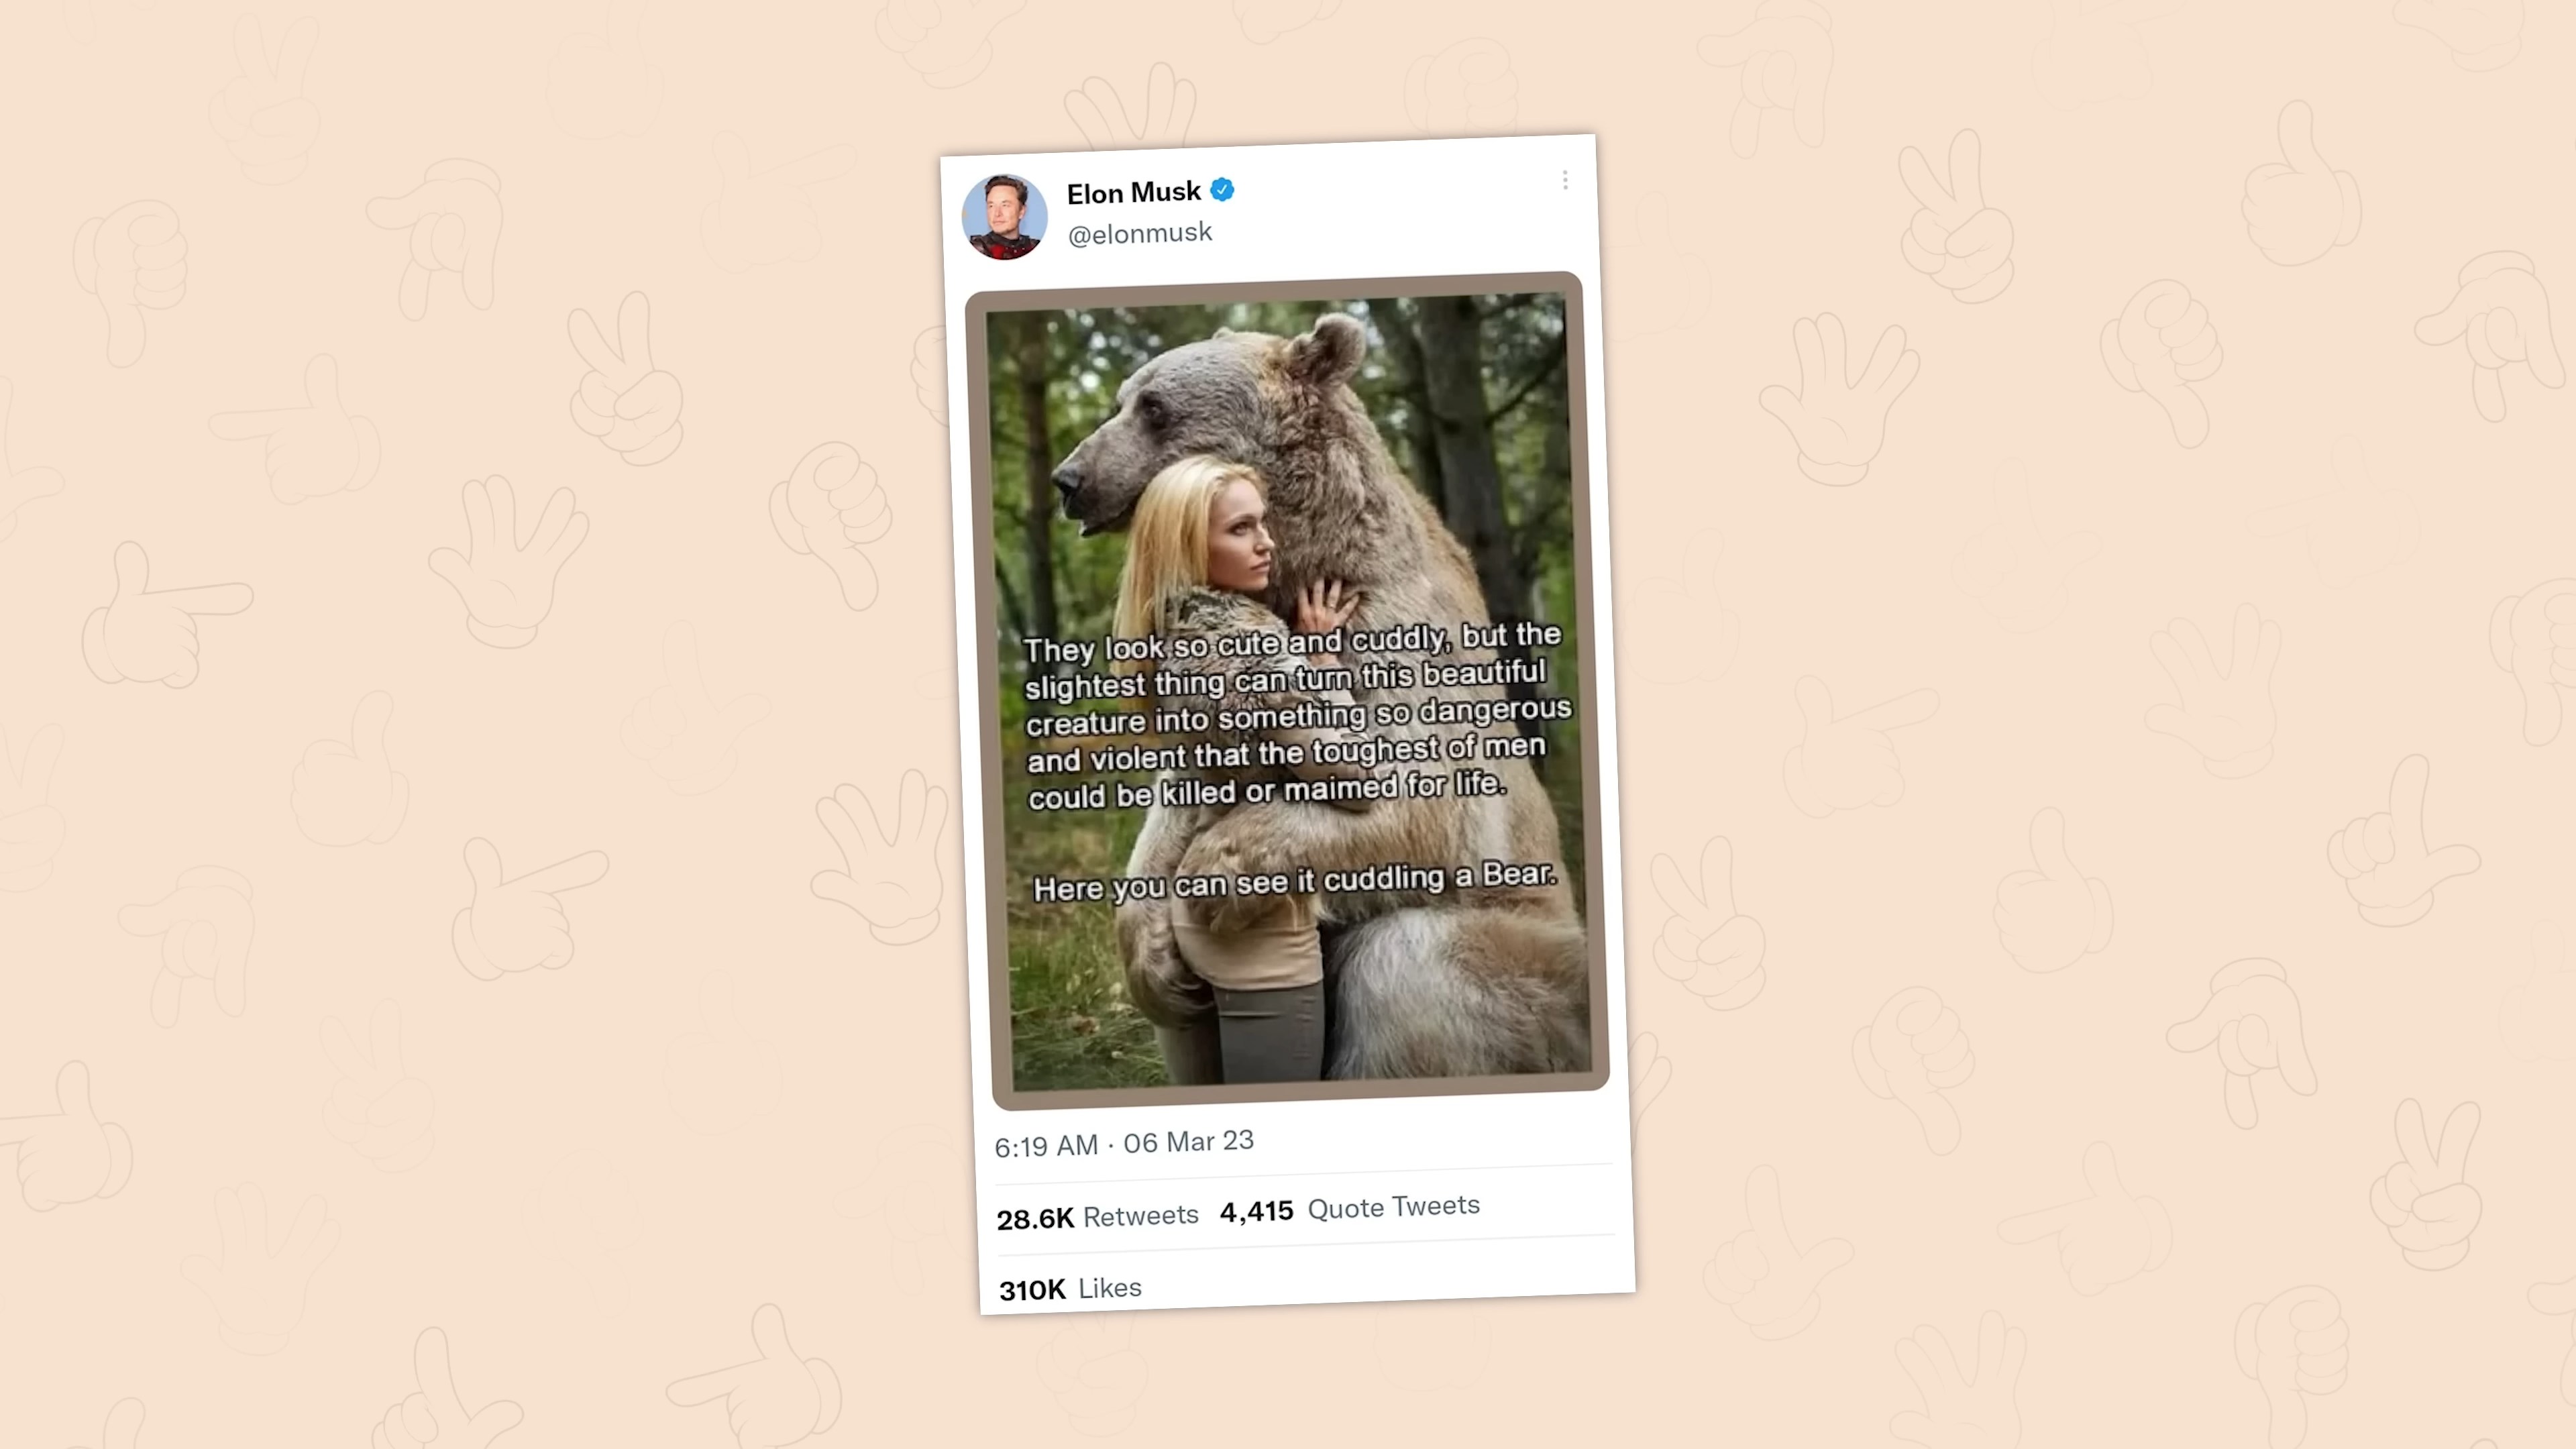 Elon Musk
@elonmusk
They look so cute and cuddly, but the
slightest thing can turn this beautiful
creature into something so dangerous
and violent that the toughest of men
could be killed or maimed for life.
Here you can see it cuddling a Bear.
6:19 AM · 06 Mar 23
28.6K Retweets 4,415 Quote Tweets
310K Likes